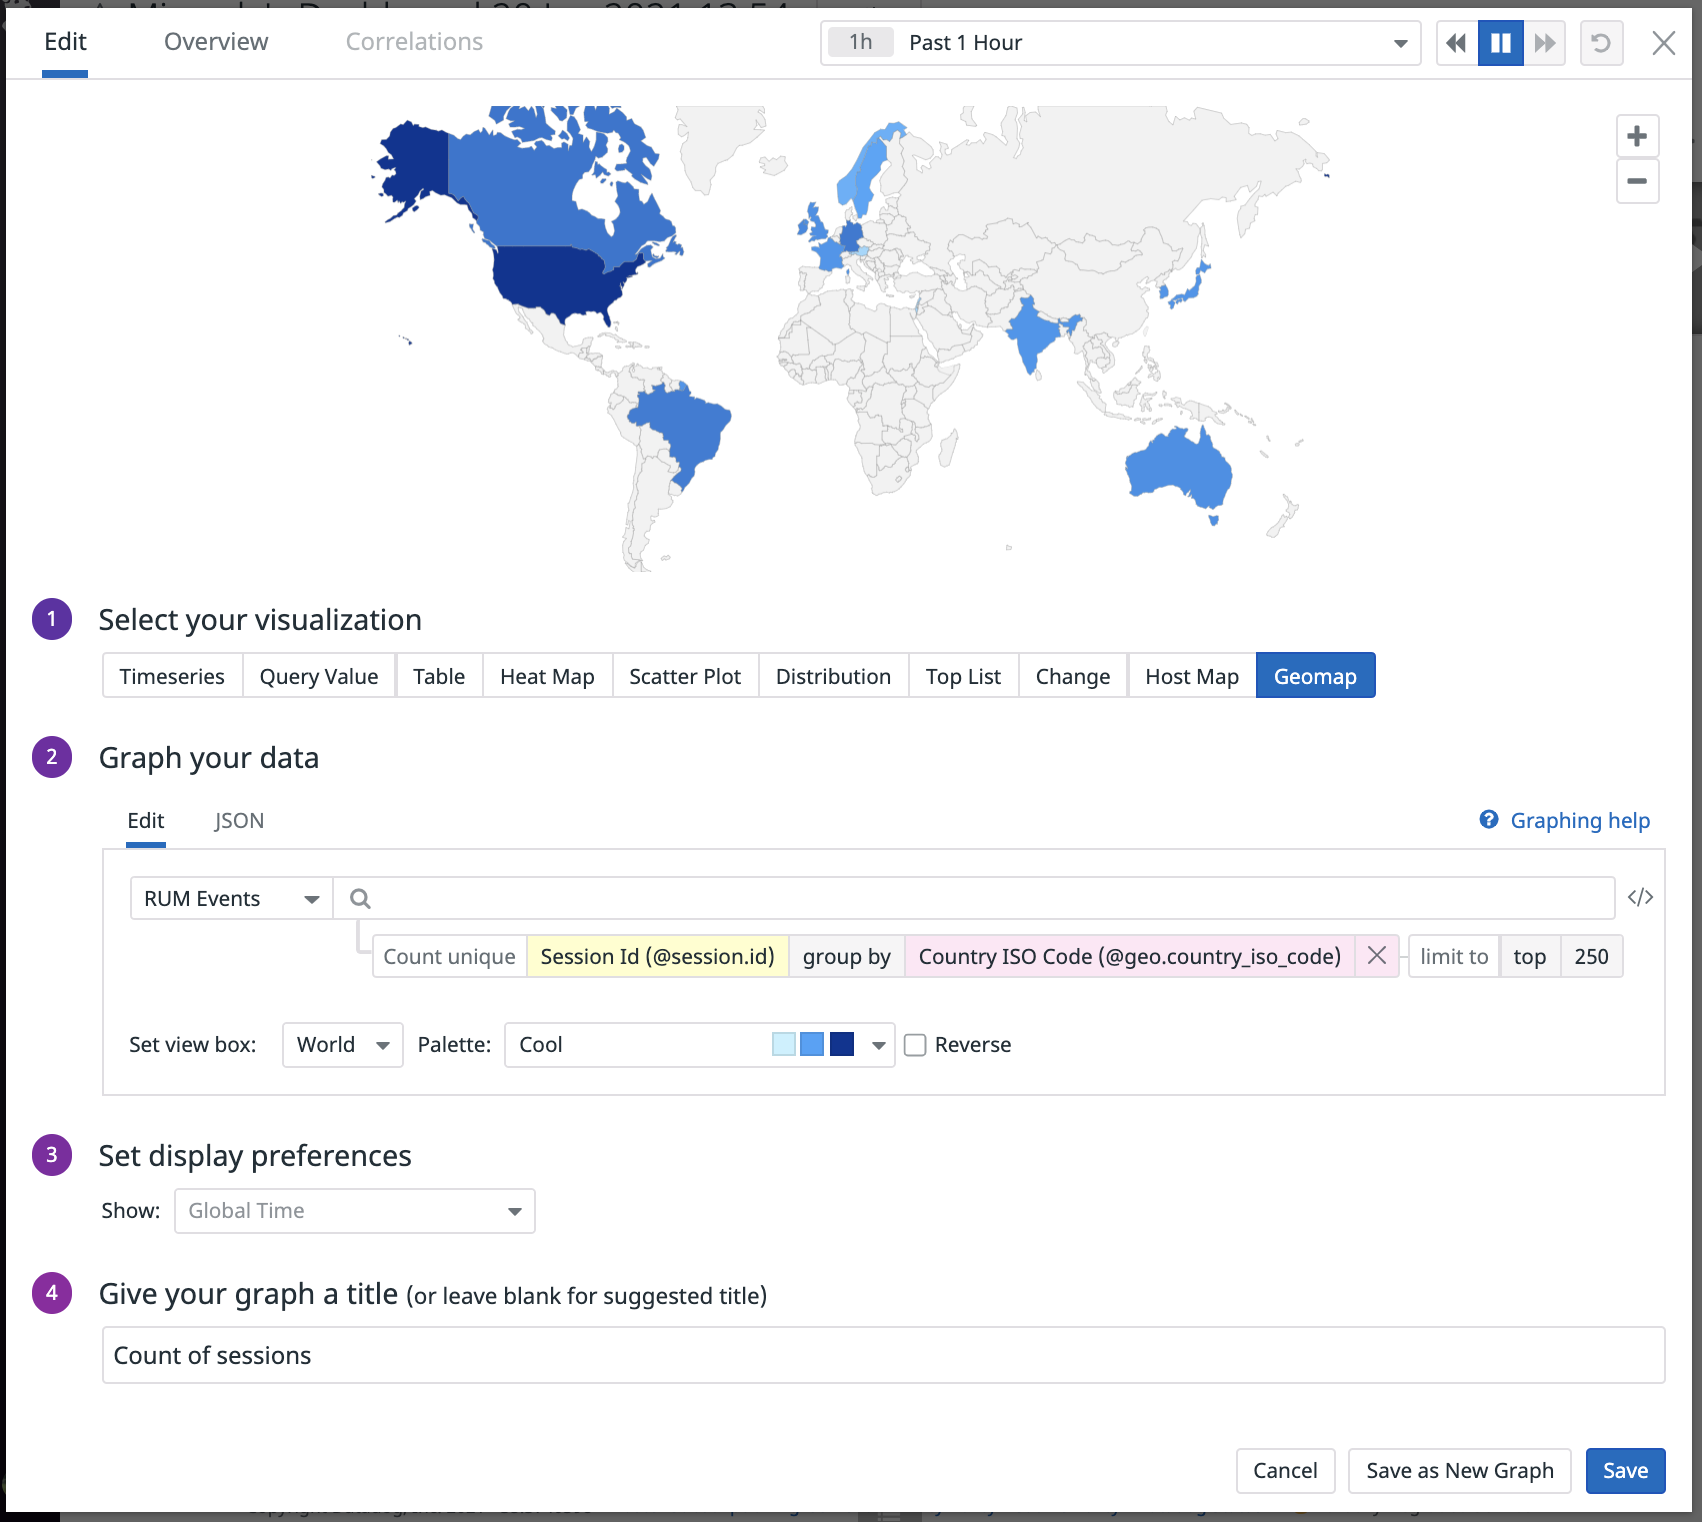 Edit Overview Correlations 1h Past 1 Hour
1 Select your visualization
Timeseries Query Value Table Heat Map Scatter Plot Distribution Top List Change Host Map Geomap
2 Graph your data
Edit JSON Graphing help
RUM Events </>
Count unique Session Id (@session.id) group by Country ISO Code (@geo.country_iso_code) limit to top 250
Set view box: World Palette: Cool Reverse
3 Set display preferences
Show: Global Time
4 Give your graph a title (or leave blank for suggested title)
Count of sessions
Cancel Save as New Graph Save